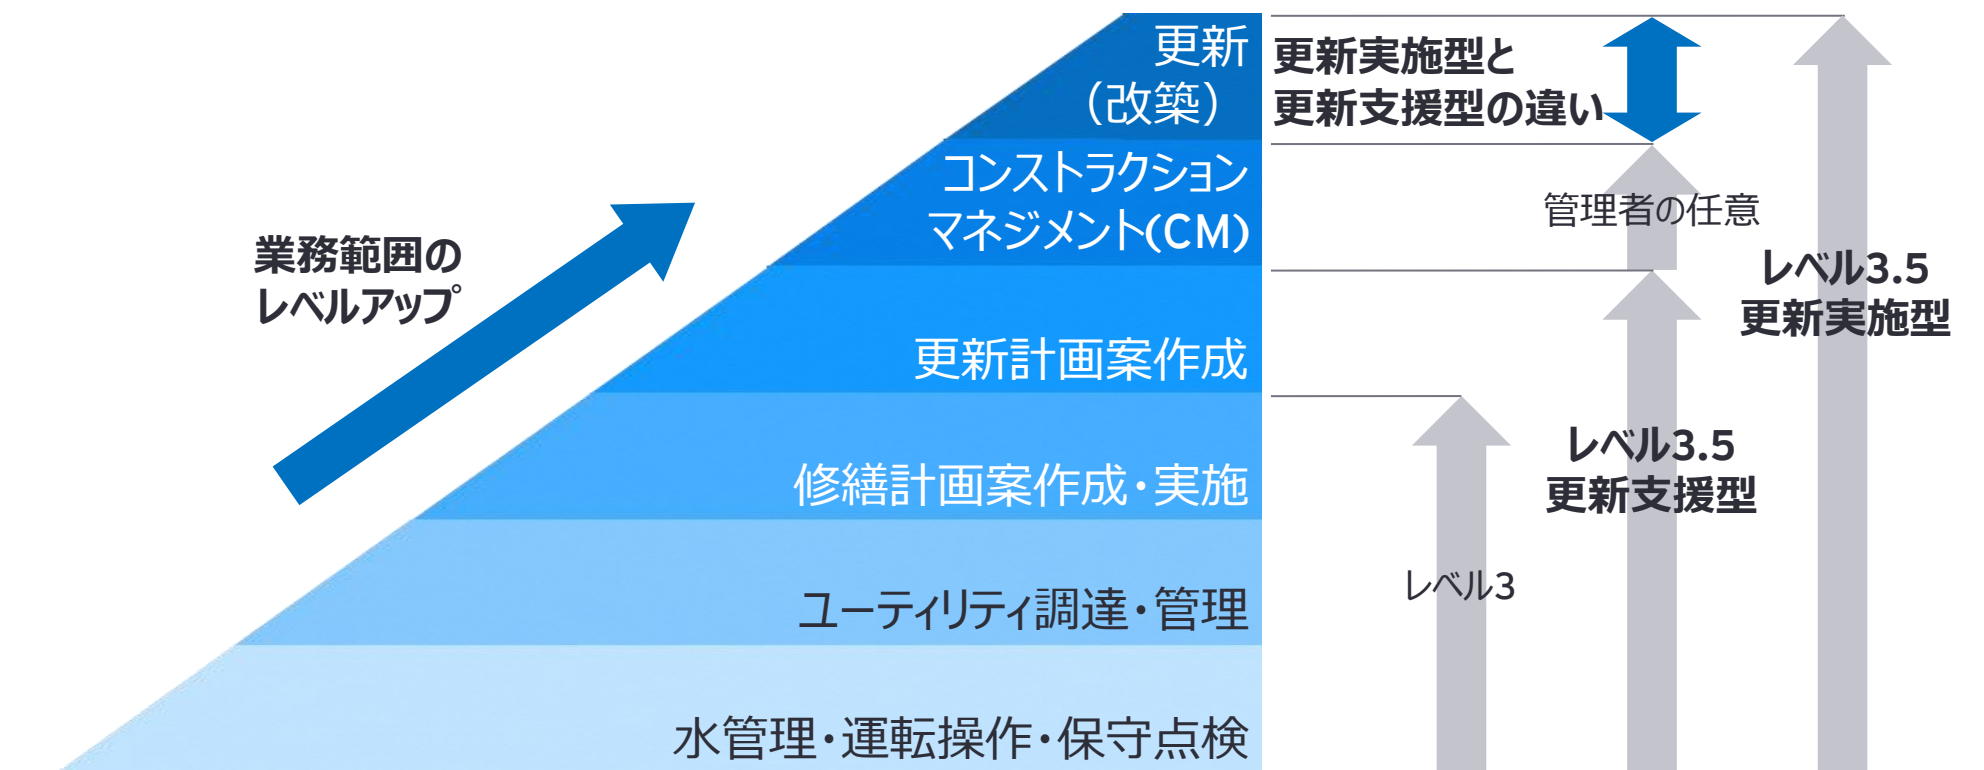 更新
（改築）
コンストラクション
マネジメント(CM)
更新計画案作成
修繕計画案作成・実施
ユーティリティ調達・管理
水管理・運転操作・保守点検
業務範囲の
レベルアップ
更新実施型と
更新支援型の違い
管理者の任意
レベル3.5
更新実施型
レベル3.5
更新支援型
レベル3